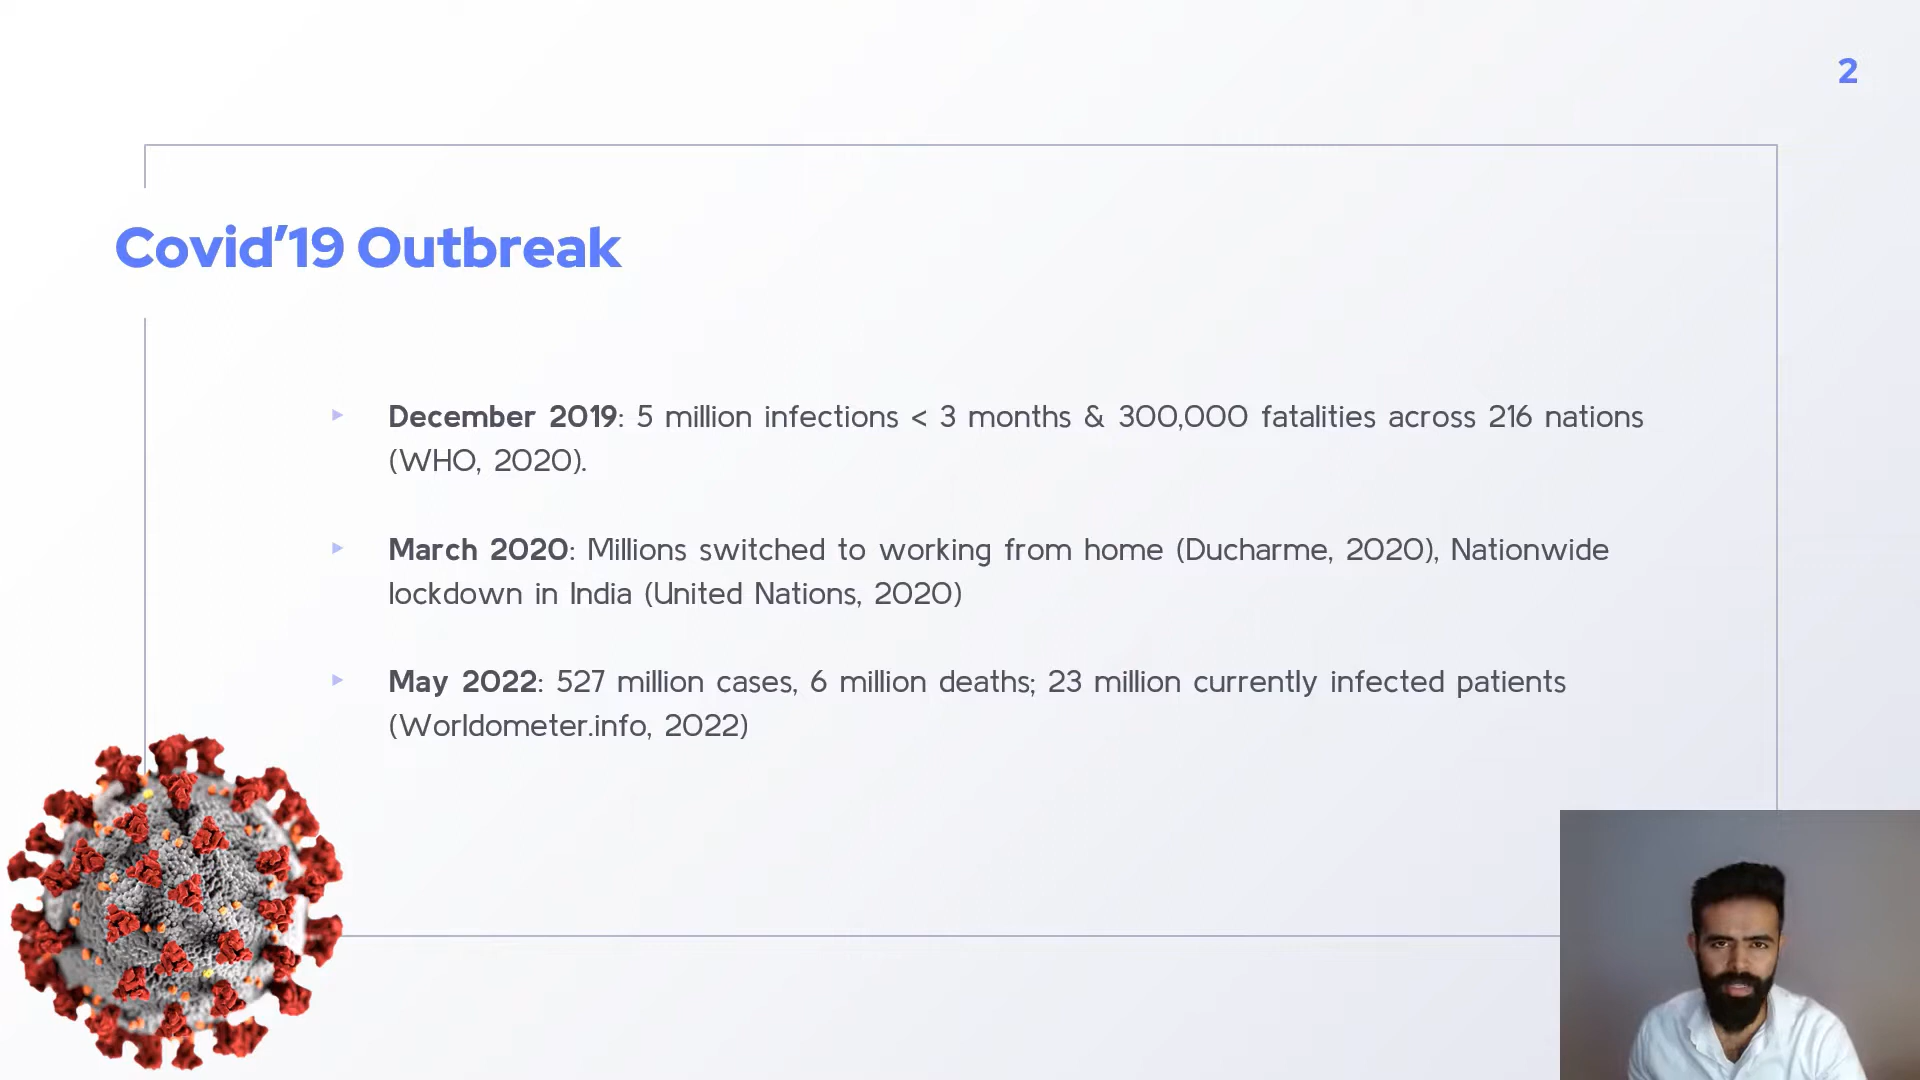 2
Covid’19 Outbreak
December 2019: 5 million infections < 3 months & 300,000 fatalities across 216 nations
(WHO, 2020).
March 2020: Millions switched to working from home (Ducharme, 2020), Nationwide
lockdown in India (United Nations, 2020)
May 2022: 527 million cases, 6 million deaths; 23 million currently infected patients
(Worldometer.info, 2022)